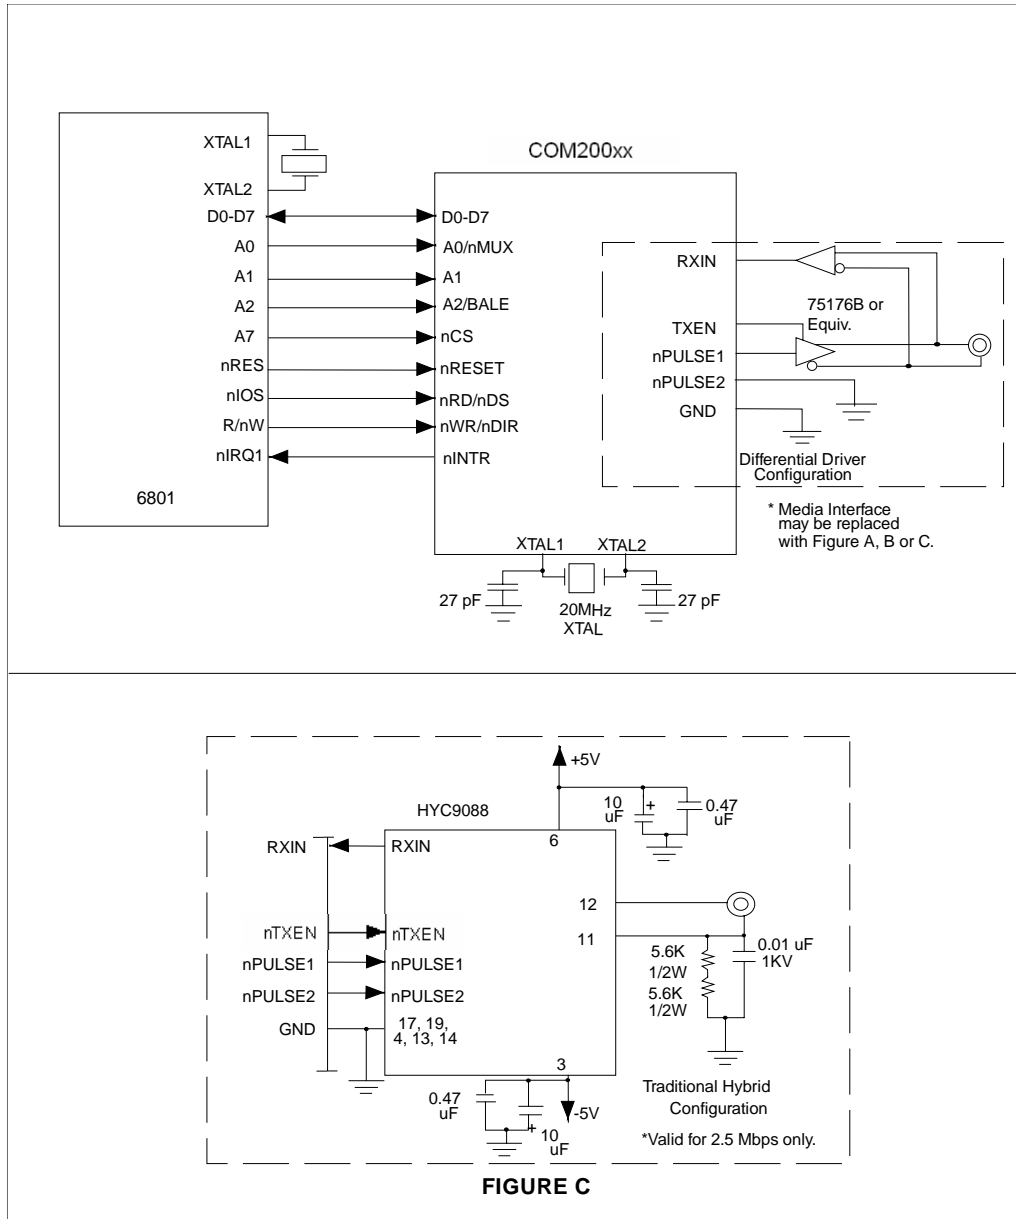 COM200xx
XTAL1
XTAL2
D0-D7
A0
A1
A2
A7
nRES
nIOS
R/nW
nIRQ1
6801
D0-D7
A0/nMUX
A1
A2/BALE
nCS
nRESET
nRD/nDS
nWR/nDIR
nINTR
RXIN
TXEN
nPULSE1
nPULSE2
GND
75176B or
Equiv.
Differential Driver
Configuration
* Media Interface
may be replaced
with Figure A, B or C.
XTAL1
XTAL2
27 pF
20MHz
XTAL
27 pF
+5V
HYC9088
10
uF
+
0.47
uF
6
RXIN
RXIN
nTXEN
nTXEN
nPULSE1
nPULSE1
nPULSE2
nPULSE2
GND
17, 19,
4, 13, 14
12
11
5.6K
1/2W
5.6K
1/2W
0.01 uF
1KV
3
0.47
uF
+
10
uF
-5V
Traditional Hybrid
Configuration
*Valid for 2.5 Mbps only.
FIGURE C